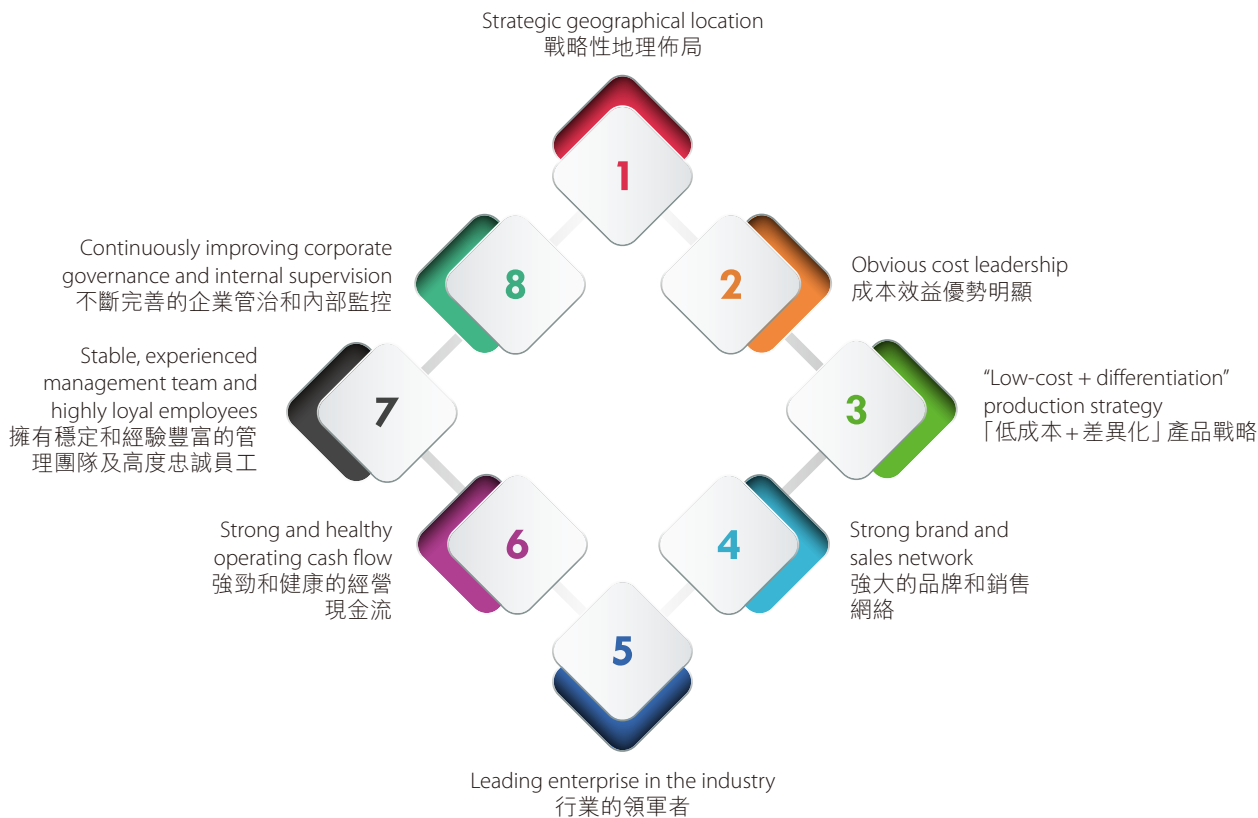 Strategic geographical location
戰略性地理佈局
1
2
Obvious cost leadership
成本效益優勢明顯
3
“Low-cost + differentiation”
production strategy
「低成本+差異化」產品戰略
4
Strong brand and
sales network
強大的品牌和銷售
網絡
5
Leading enterprise in the industry
行業的領軍者
6
Strong and healthy
operating cash flow
強勁和健康的經營
現金流
7
Stable, experienced
management team and
highly loyal employees
擁有穩定和經驗豐富的管
理團隊及高度忠誠員工
8
Continuously improving corporate
governance and internal supervision
不斷完善的企業管治和內部監控